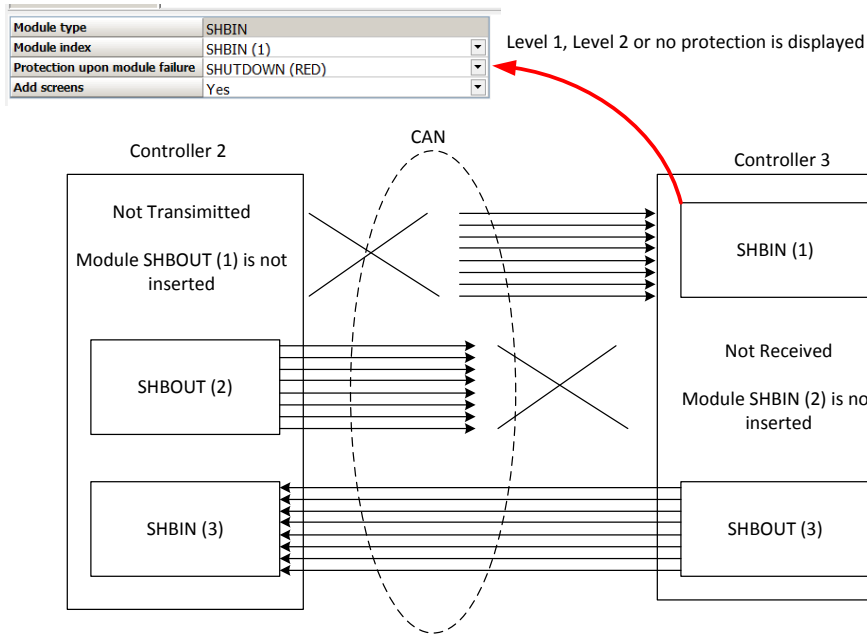 Module type SHBIN
Module index SHBIN (1)
Protection upon module failure SHUTDOWN (RED)
Add screens Yes
Level 1, Level 2 or no protection is displayed
CAN
Controller 2
Controller 3
Not Transimitted
Module SHBOUT (1) is not
inserted
SHBIN (1)
SHBOUT (2)
Not Received
Module SHBIN (2) is no
inserted
SHBIN (3)
SHBOUT (3)